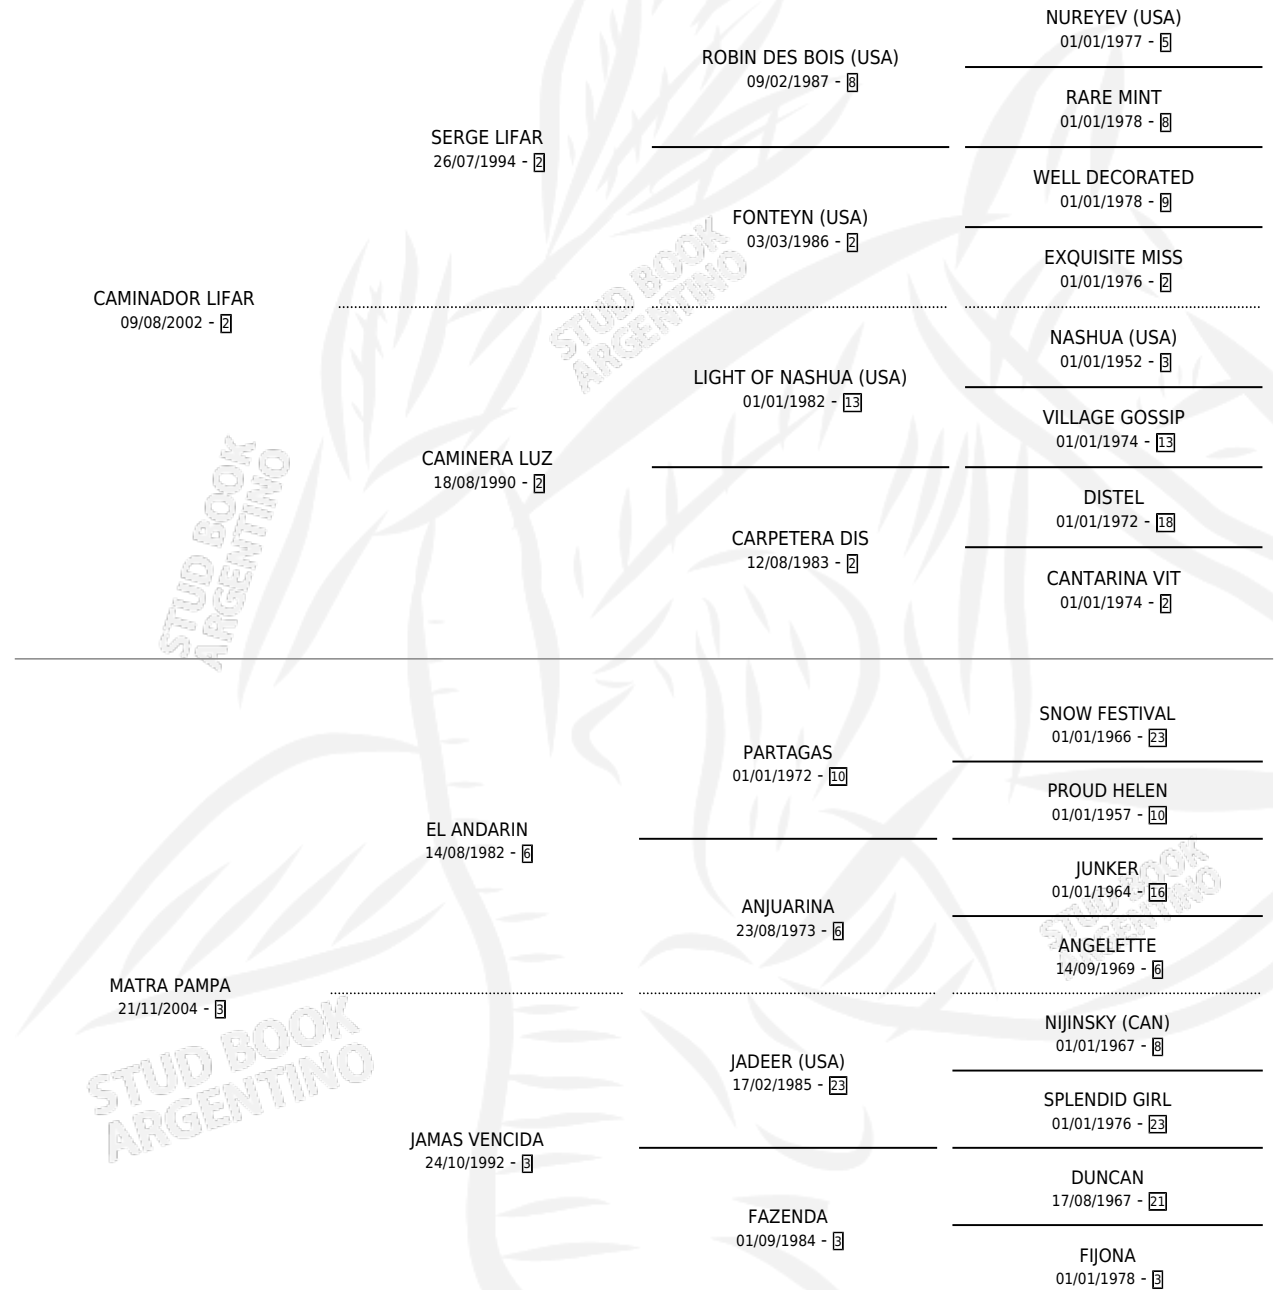 NUREYEV (USA)
01/01/1977 - 5
ROBIN DES BOIS (USA)
09/02/1987 - 8
RARE MINT
01/01/1978 - 8
SERGE LIFAR
26/07/1994 - 2
WELL DECORATED
01/01/1978 - 9
FONTEYN (USA)
03/03/1986 - 2
EXQUISITE MISS
01/01/1976 - 2
CAMINADOR LIFAR
09/08/2002 - 2
NASHUA (USA)
01/01/1952 - 3
LIGHT OF NASHUA (USA)
01/01/1982 - 13
VILLAGE GOSSIP
01/01/1974 - 13
CAMINERA LUZ
18/08/1990 - 2
DISTEL
01/01/1972 - 18
CARPETERA DIS
12/08/1983 - 2
CANTARINA VIT
01/01/1974 - 2
STUD BOOK
ARGENTINO
STUD BOOK
ARGENTINO
SNOW FESTIVAL
01/01/1966 - 23
PARTAGAS
01/01/1972 - 10
PROUD HELEN
01/01/1957 - 10
EL ANDARIN
14/08/1982 - 6
JUNKER
01/01/1964 - 16
ANJUARINA
23/08/1973 - 6
ANGELETTE
14/09/1969 - 6
MATRA PAMPA
21/11/2004 - 3
NIJINSKY (CAN)
01/01/1967 - 8
JADEER (USA)
17/02/1985 - 23
SPLENDID GIRL
01/01/1976 - 23
JAMAS VENCIDA
24/10/1992 - 3
DUNCAN
17/08/1967 - 21
FAZENDA
01/09/1984 - 3
FIJONA
01/01/1978 - 3
STUD BOOK
ARGENTINO
STUD BOOK
ARGENTINO